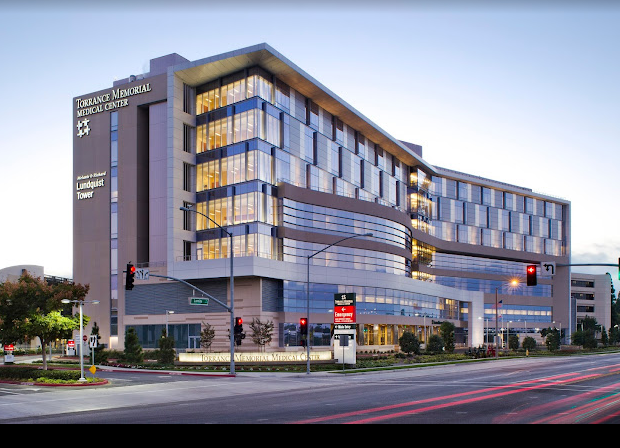 TORRANCE MEMORIAL
MEDICAL CENTER
Melanie & Richard
Lundquist
Tower
Emergency
TORRANCE MEMORIAL MEDICAL CENTER